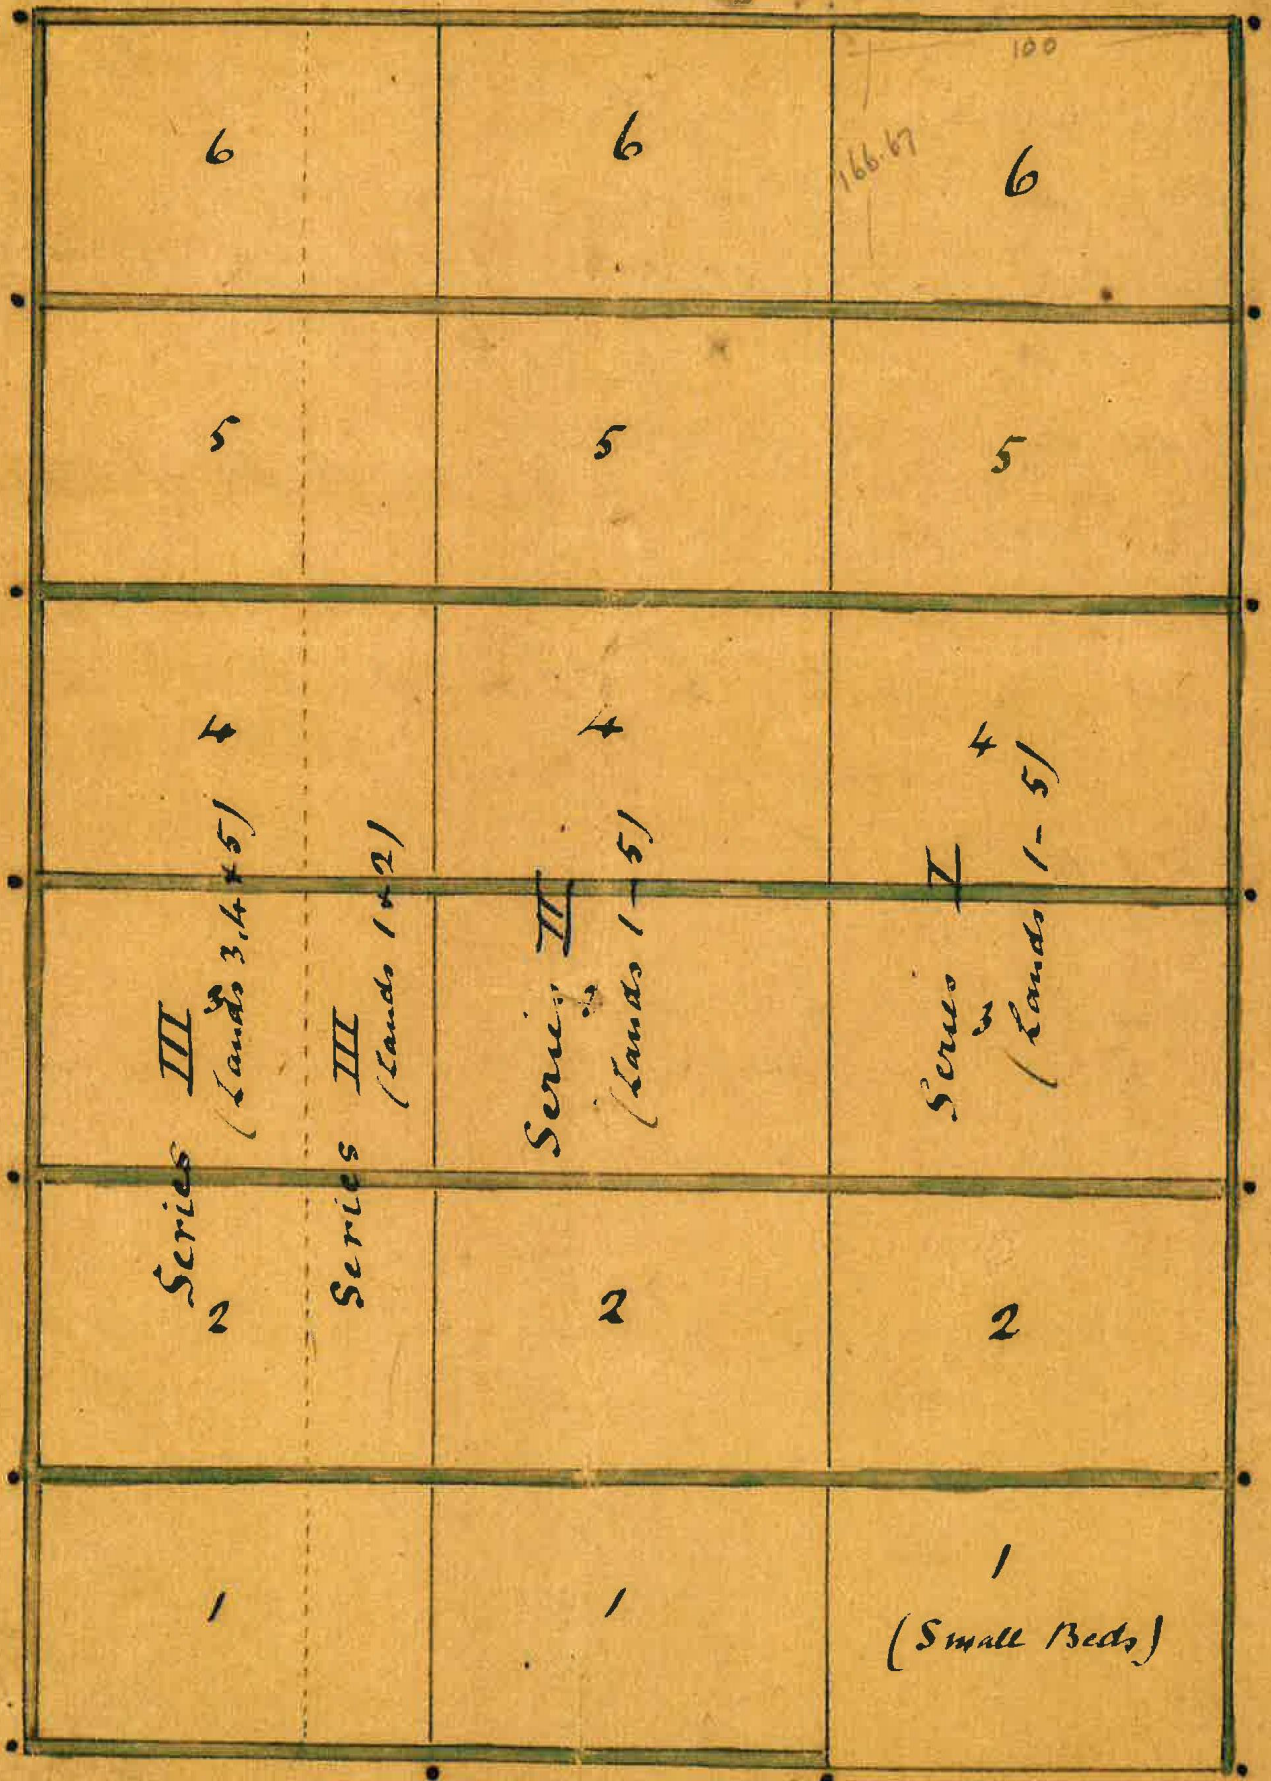 100
166.67
6
6
6
5
5
5
4
4
4
Series III
3
(Lands 3, 4 & 5)
Series III
(Lands 1 & 2)
Series II
3
(Lands 1-5)
Series I
3
(Lands 1-5)
2
2
2
1
1
1
(Small Beds)